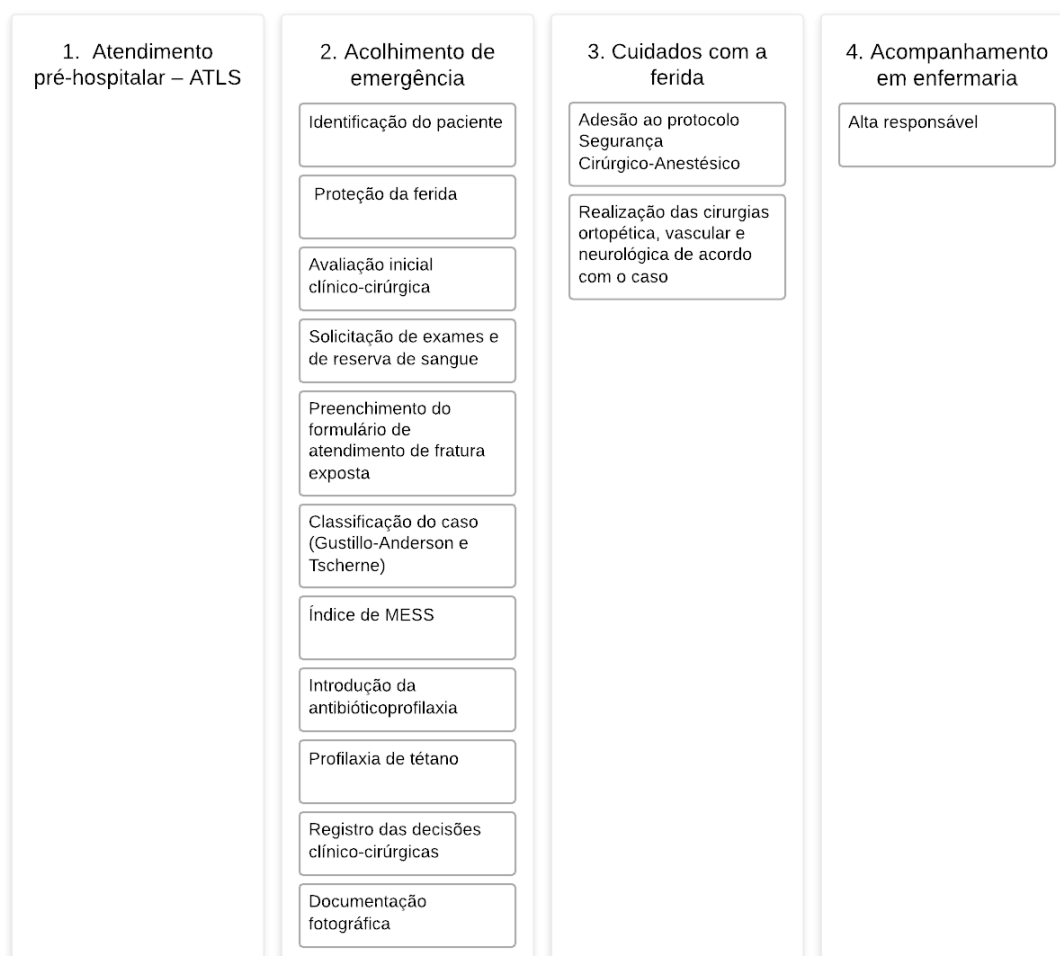 1. Atendimento
pré-hospitalar – ATLS
2. Acolhimento de
emergência
Identificação do paciente
Proteção da ferida
Avaliação inicial
clínico-cirúrgica
Solicitação de exames e
de reserva de sangue
Preenchimento do
formulário de
atendimento de fratura
exposta
Classificação do caso
(Gustillo-Anderson e
Tscherne)
Índice de MESS
Introdução da
antibióticoprofilaxia
Profilaxia de tétano
Registro das decisões
clínico-cirúrgicas
Documentação
fotográfica
3. Cuidados com a
ferida
Adesão ao protocolo
Segurança
Cirúrgico-Anestésico
Realização das cirurgias
ortopética, vascular e
neurológica de acordo
com o caso
4. Acompanhamento
em enfermaria
Alta responsável